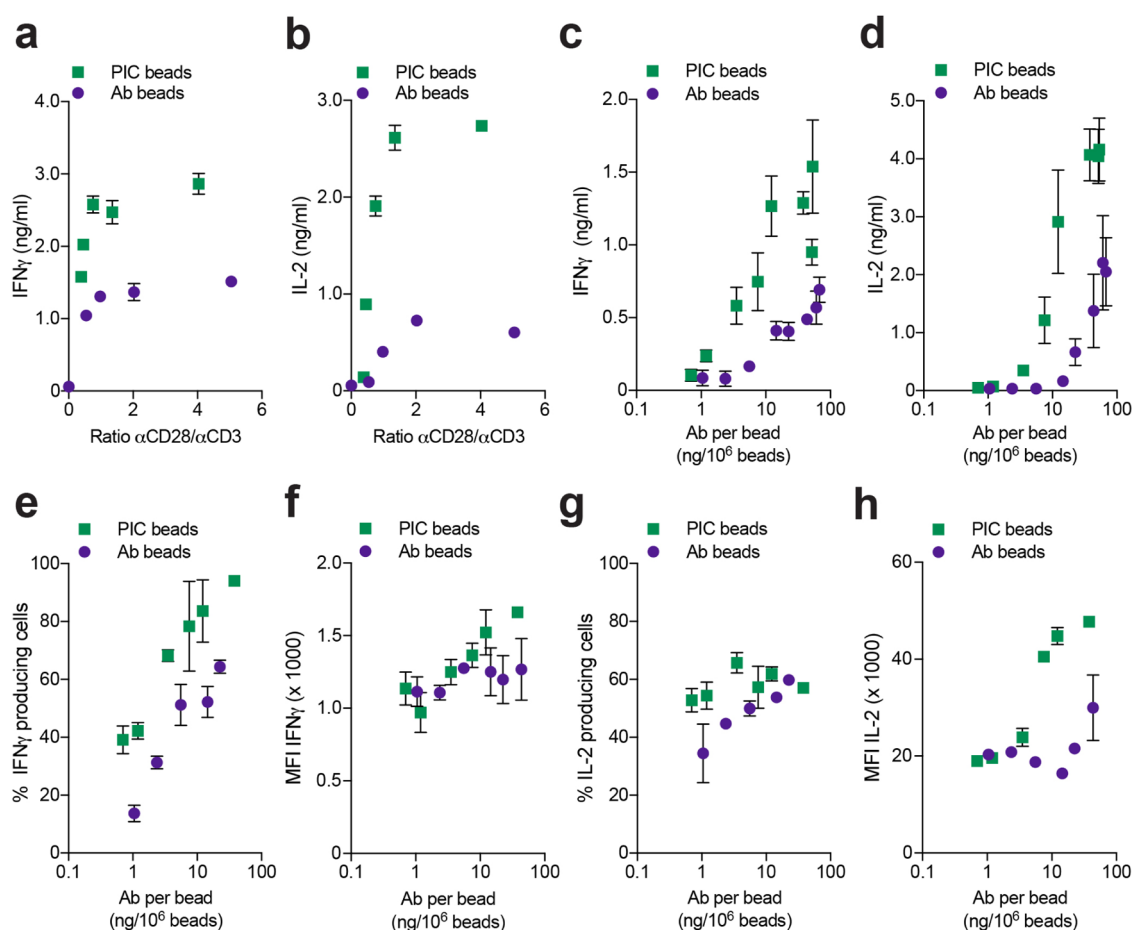 a
PIC beads
Ab beads
4.0
3.0
2.0
1.0
0
IFNγ (ng/ml)
0 2 4 6
Ratio αCD28/αCD3
b
PIC beads
Ab beads
3.0
2.0
1.0
0.0
IL-2 (ng/ml)
0 2 4 6
Ratio αCD28/αCD3
c
PIC beads
Ab beads
2.0
1.5
1.0
0.5
0
IFNγ (ng/ml)
0.1 1 10 100
Ab per bead
(ng/10⁶ beads)
d
PIC beads
Ab beads
5.0
4.0
3.0
2.0
1.0
0
IL-2 (ng/ml)
0.1 1 10 100
Ab per bead
(ng/10⁶ beads)
e
PIC beads
Ab beads
100
80
60
40
20
0
% IFNγ producing cells
0.1 1 10 100
Ab per bead
(ng/10⁶ beads)
f
PIC beads
Ab beads
2.0
1.5
1.0
0.5
0.0
MFI IFNγ (x 1000)
0.1 1 10 100
Ab per bead
(ng/10⁶ beads)
g
PIC beads
Ab beads
100
80
60
40
20
0
% IL-2 producing cells
0.1 1 10 100
Ab per bead
(ng/10⁶ beads)
h
PIC beads
Ab beads
60
40
20
0
MFI IL-2 (x 1000)
0.1 1 10 100
Ab per bead
(ng/10⁶ beads)